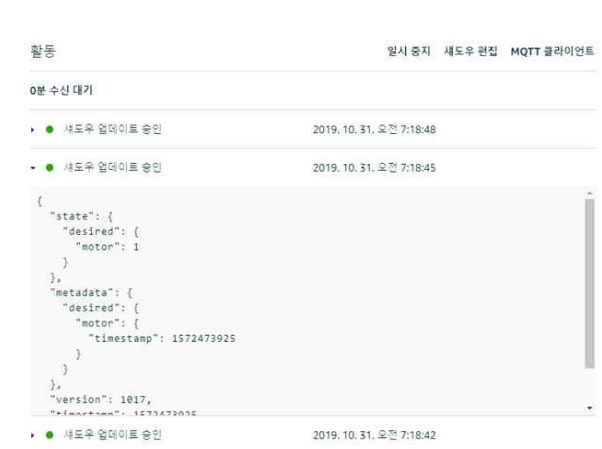 활동 일시 중지 섀도우 편집 MQTT 클라이언트
0분 수신 대기
섀도우 업데이트 승인 2019. 10. 31. 오전 7:18:48
섀도우 업데이트 승인 2019. 10. 31. 오전 7:18:45
{
"state": {
"desired": {
"motor": 1
}
},
"metadata": {
"desired": {
"motor": {
"timestamp": 1572473925
}
}
},
"version": 1017,
"timestamp": 1572473925
섀도우 업데이트 승인 2019. 10. 31. 오전 7:18:42